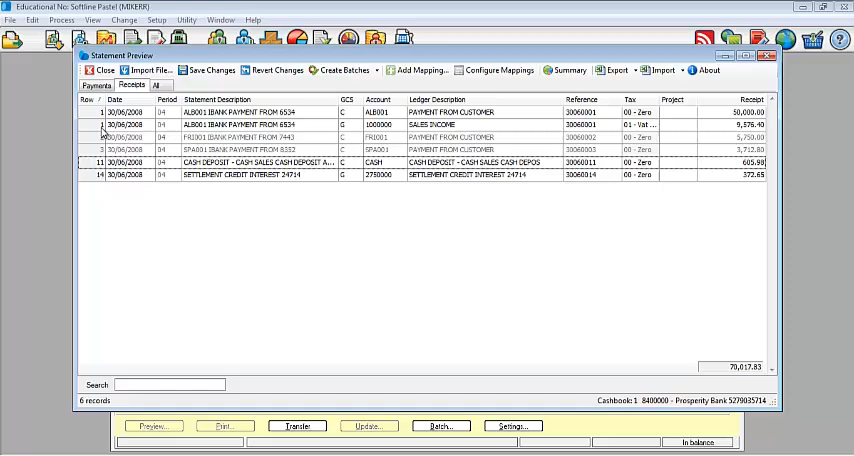 Educational No: Softline Pastel (MIKERR)
File Edit Process View Change Setup Utility Window Help
Statement Preview
Close Import File... Save Changes Revert Changes Create Batches Add Mapping... Configure Mappings Summary Export Import About
Payments Receipts All
Row / Date Period Statement Description GCS Account Ledger Description Reference Tax Project Receipt
1 30/06/2008 04 ALB001 IBANK PAYMENT FROM 6534 C ALB001 PAYMENT FROM CUSTOMER 30060001 00 - Zero 50,000.00
1 30/06/2008 04 ALB001 IBANK PAYMENT FROM 6534 G 1000000 SALES INCOME 30060001 01 - Vat ... 9,576.40
30/06/2008 04 FRI001 IBANK PAYMENT FROM 7443 C FRI001 PAYMENT FROM CUSTOMER 30060002 00 - Zero 5,750.00
3 30/06/2008 04 SPA001 IBANK PAYMENT FROM 8352 C SPA001 PAYMENT FROM CUSTOMER 30060003 00 - Zero 3,712.80
11 30/06/2008 04 CASH DEPOSIT - CASH SALES CASH DEPOSIT A... C CASH CASH DEPOSIT - CASH SALES CASH DEPOS 30060011 00 - Zero 605.98
14 30/06/2008 04 SETTLEMENT CREDIT INTEREST 24714 G 2750000 SETTLEMENT CREDIT INTEREST 24714 30060014 00 - Zero 372.65
70,017.83
Search
6 records Cashbook: 1 8400000 - Prosperity Bank 5279035714
Preview... Print... Transfer Update... Batch... Settings...
In balance